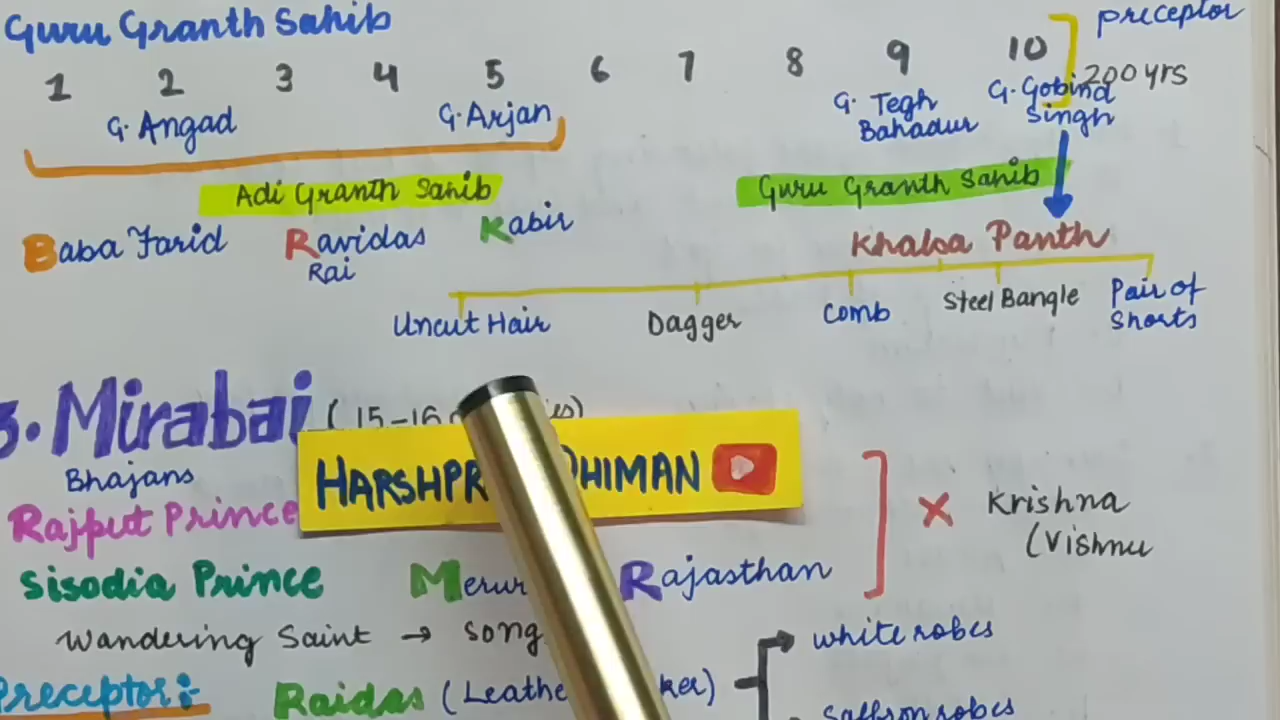 Guru Granth Sahib
preceptor
1 2 3 4 5 6 7 8 9 10
200 yrs
G. Angad G. Arjan G. Tegh Bahadur G. Gobind Singh
Adi Granth Sahib Guru Granth Sahib
Baba Farid Ravidas Kabir
Rai
Khalsa Panth
Uncut Hair Dagger Comb Steel Bangle Pair of Shorts
3. Mirabai (15-16
Bhajans
HARSHPR DHIMAN
Rajput Prince
× Krishna
(Vishnu
Sisodia Prince Rajasthan
Wandering Saint → song
white robes
Preceptor:- Raidas (Leathe ker)
saffron robes